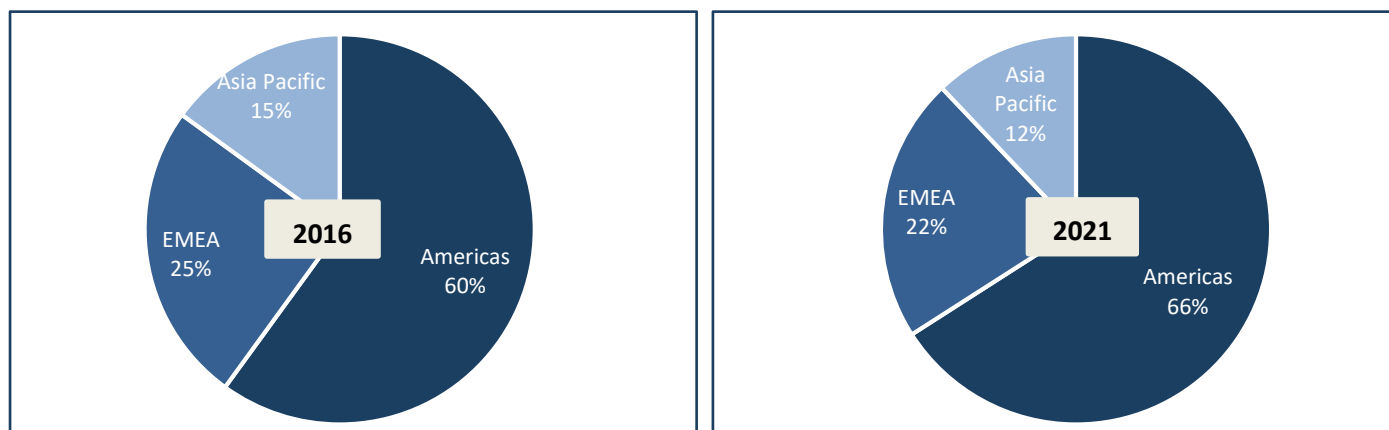 Asia Pacific
15%
EMEA
25%
2016
Americas
60%
Asia
Pacific
12%
EMEA
22%
2021
Americas
66%